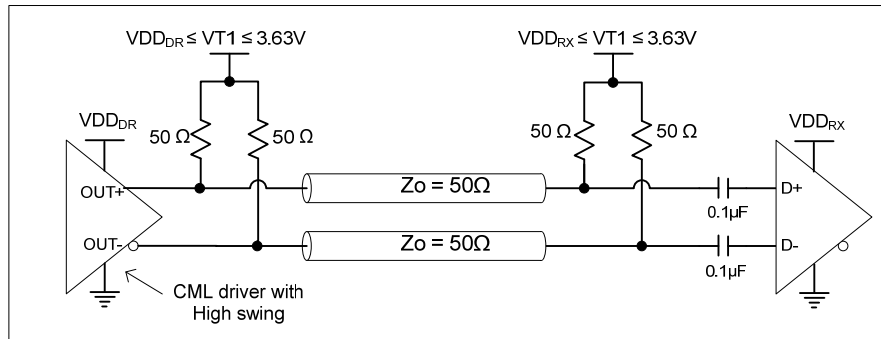 VDD_DR ≤ VT1 ≤ 3.63V
VDD_RX ≤ VT1 ≤ 3.63V
VDD_DR
50 Ω
50 Ω
50 Ω
50 Ω
VDD_RX
OUT+
Zo = 50Ω
D+
0.1µF
OUT-
Zo = 50Ω
D-
0.1µF
CML driver with
High swing